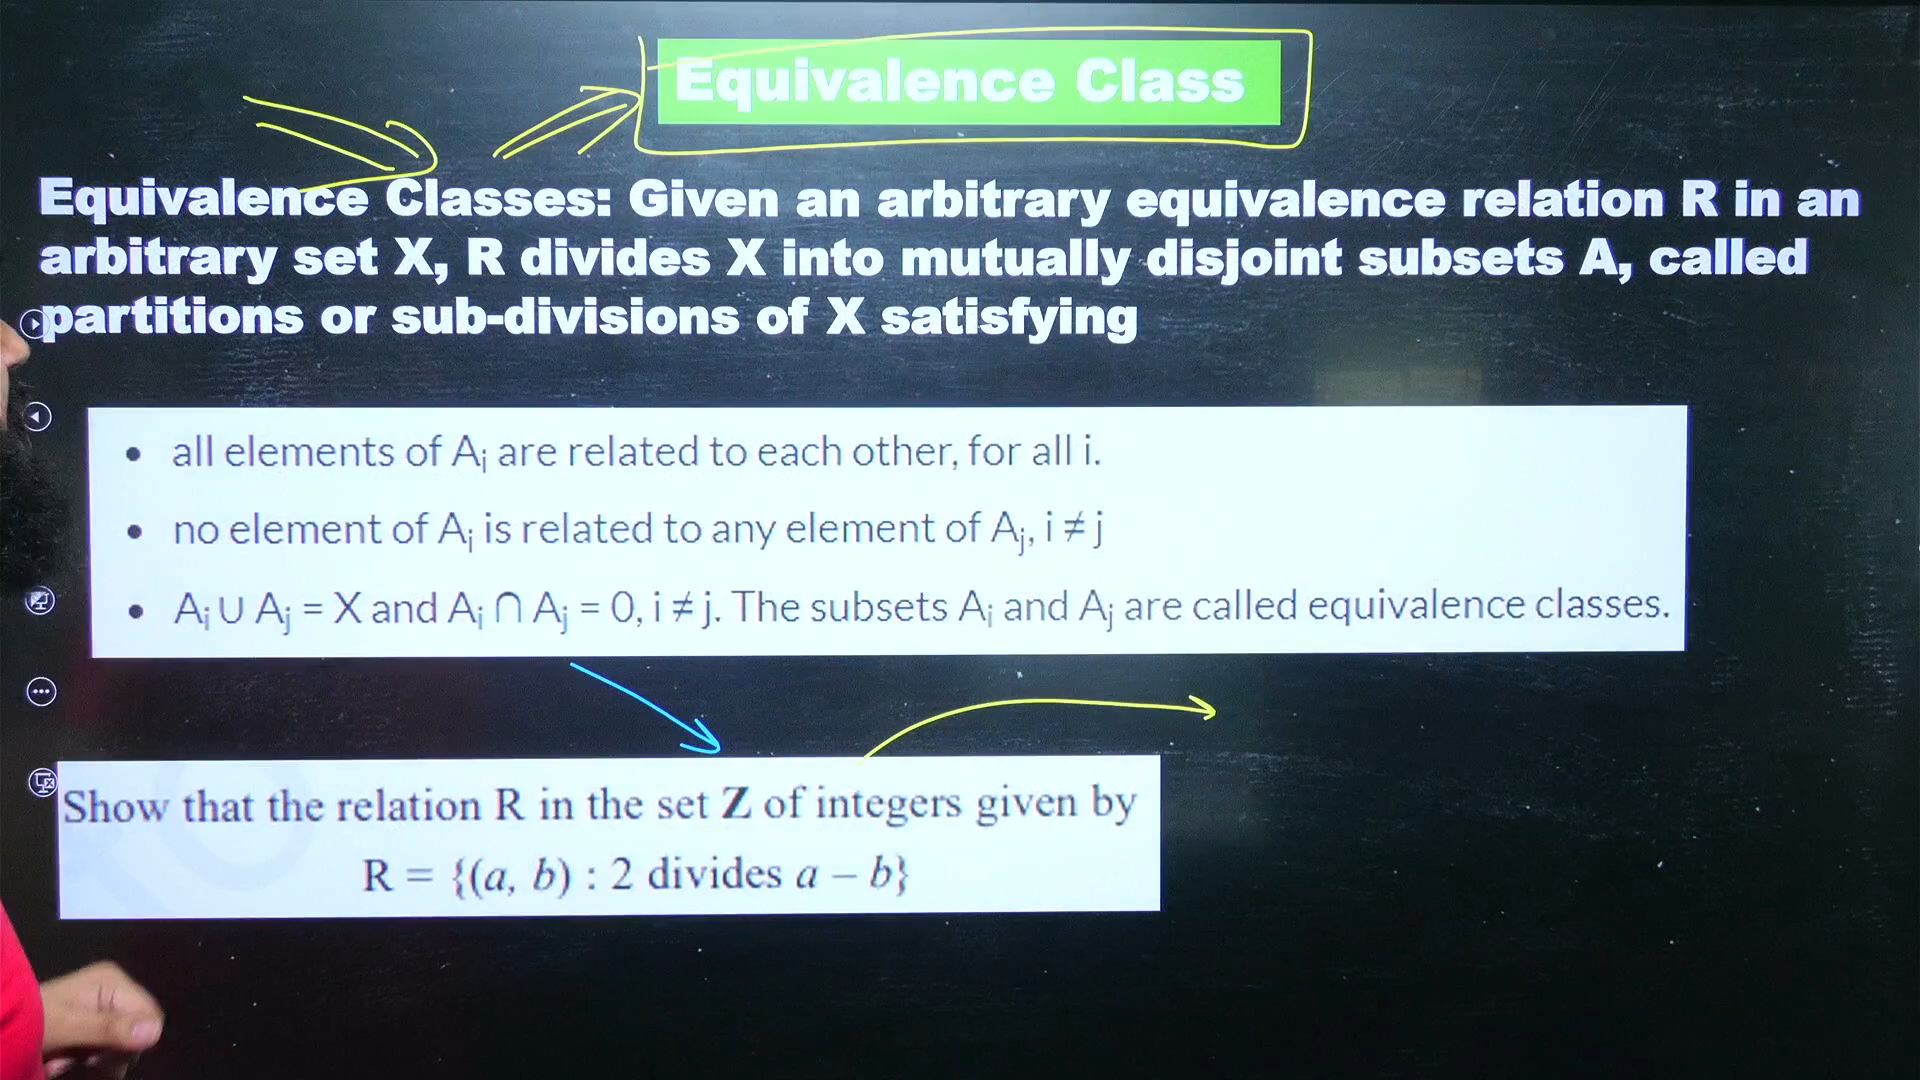 Equivalence Class
Equivalence Classes: Given an arbitrary equivalence relation R in an
arbitrary set X, R divides X into mutually disjoint subsets A, called
partitions or sub-divisions of X satisfying
• all elements of Aᵢ are related to each other, for all i.
• no element of Aᵢ is related to any element of Aⱼ, i ≠ j
• Aᵢ ∪ Aⱼ = X and Aᵢ ∩ Aⱼ = 0, i ≠ j. The subsets Aᵢ and Aⱼ are called equivalence classes.
Show that the relation R in the set Z of integers given by
R = {(a, b) : 2 divides a – b}